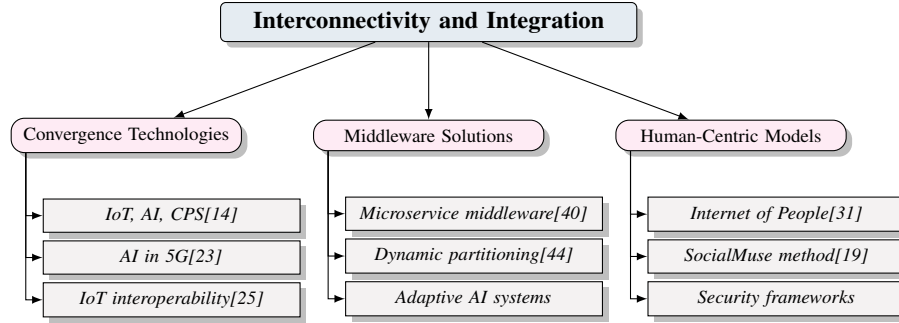 Interconnectivity and Integration
Convergence Technologies
IoT, AI, CPS[14]
AI in 5G[23]
IoT interoperability[25]
Middleware Solutions
Microservice middleware[40]
Dynamic partitioning[44]
Adaptive AI systems
Human-Centric Models
Internet of People[31]
SocialMuse method[19]
Security frameworks